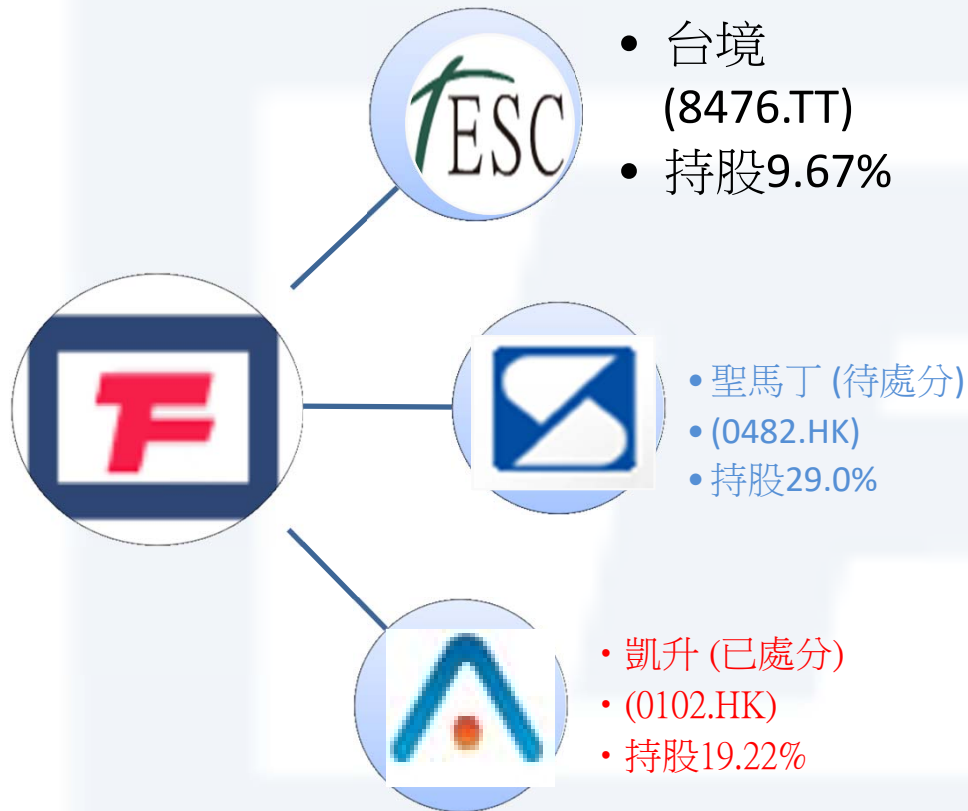 • 台境
(8476.TT)
• 持股9.67%
TESC
• 聖馬丁 (待處分)
• (0482.HK)
• 持股29.0%
• 凱升 (已處分)
• (0102.HK)
• 持股19.22%